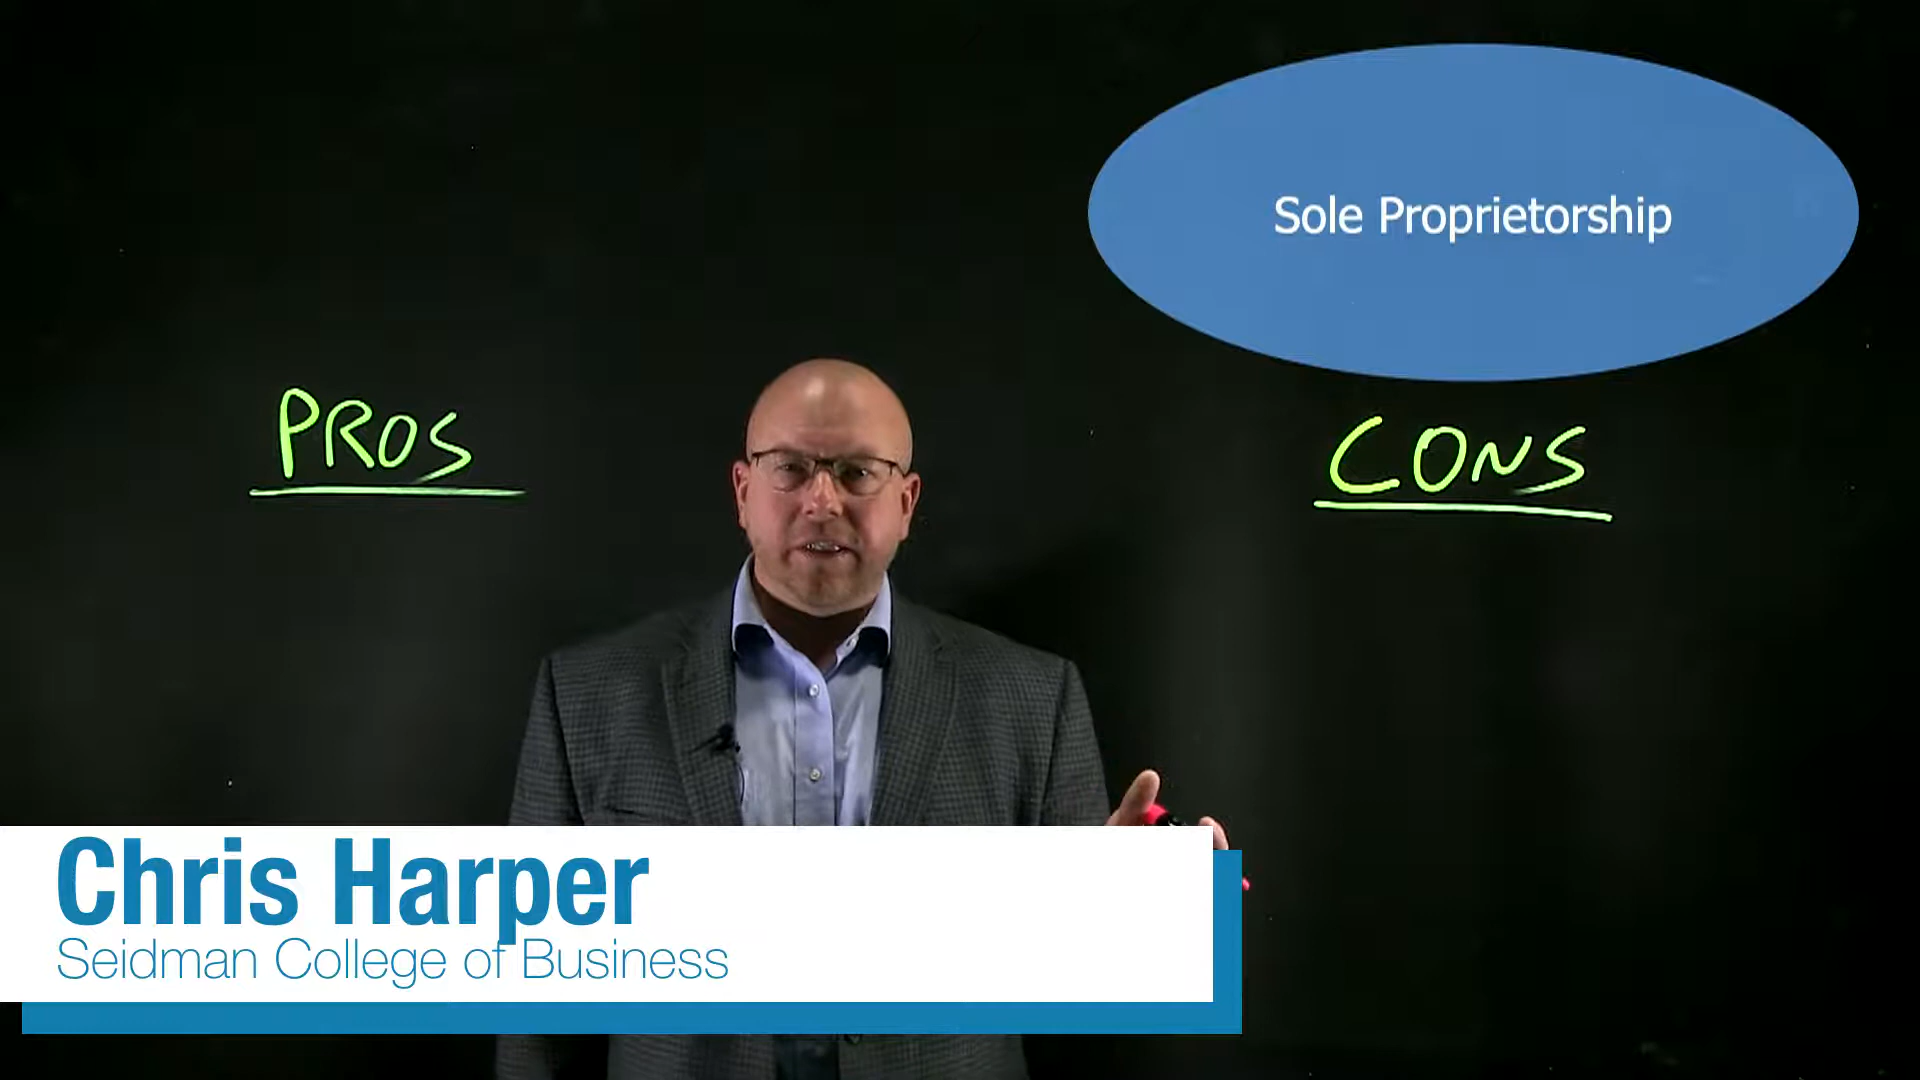 Sole Proprietorship
PROS
CONS
Chris Harper
Seidman College of Business